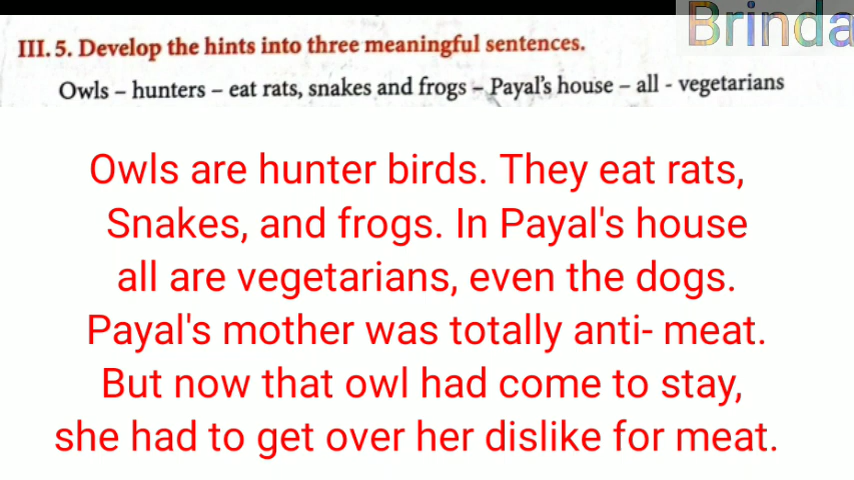 Brinda
III. 5. Develop the hints into three meaningful sentences.
Owls – hunters – eat rats, snakes and frogs – Payal's house – all - vegetarians
Owls are hunter birds. They eat rats,
Snakes, and frogs. In Payal's house
all are vegetarians, even the dogs.
Payal's mother was totally anti- meat.
But now that owl had come to stay,
she had to get over her dislike for meat.